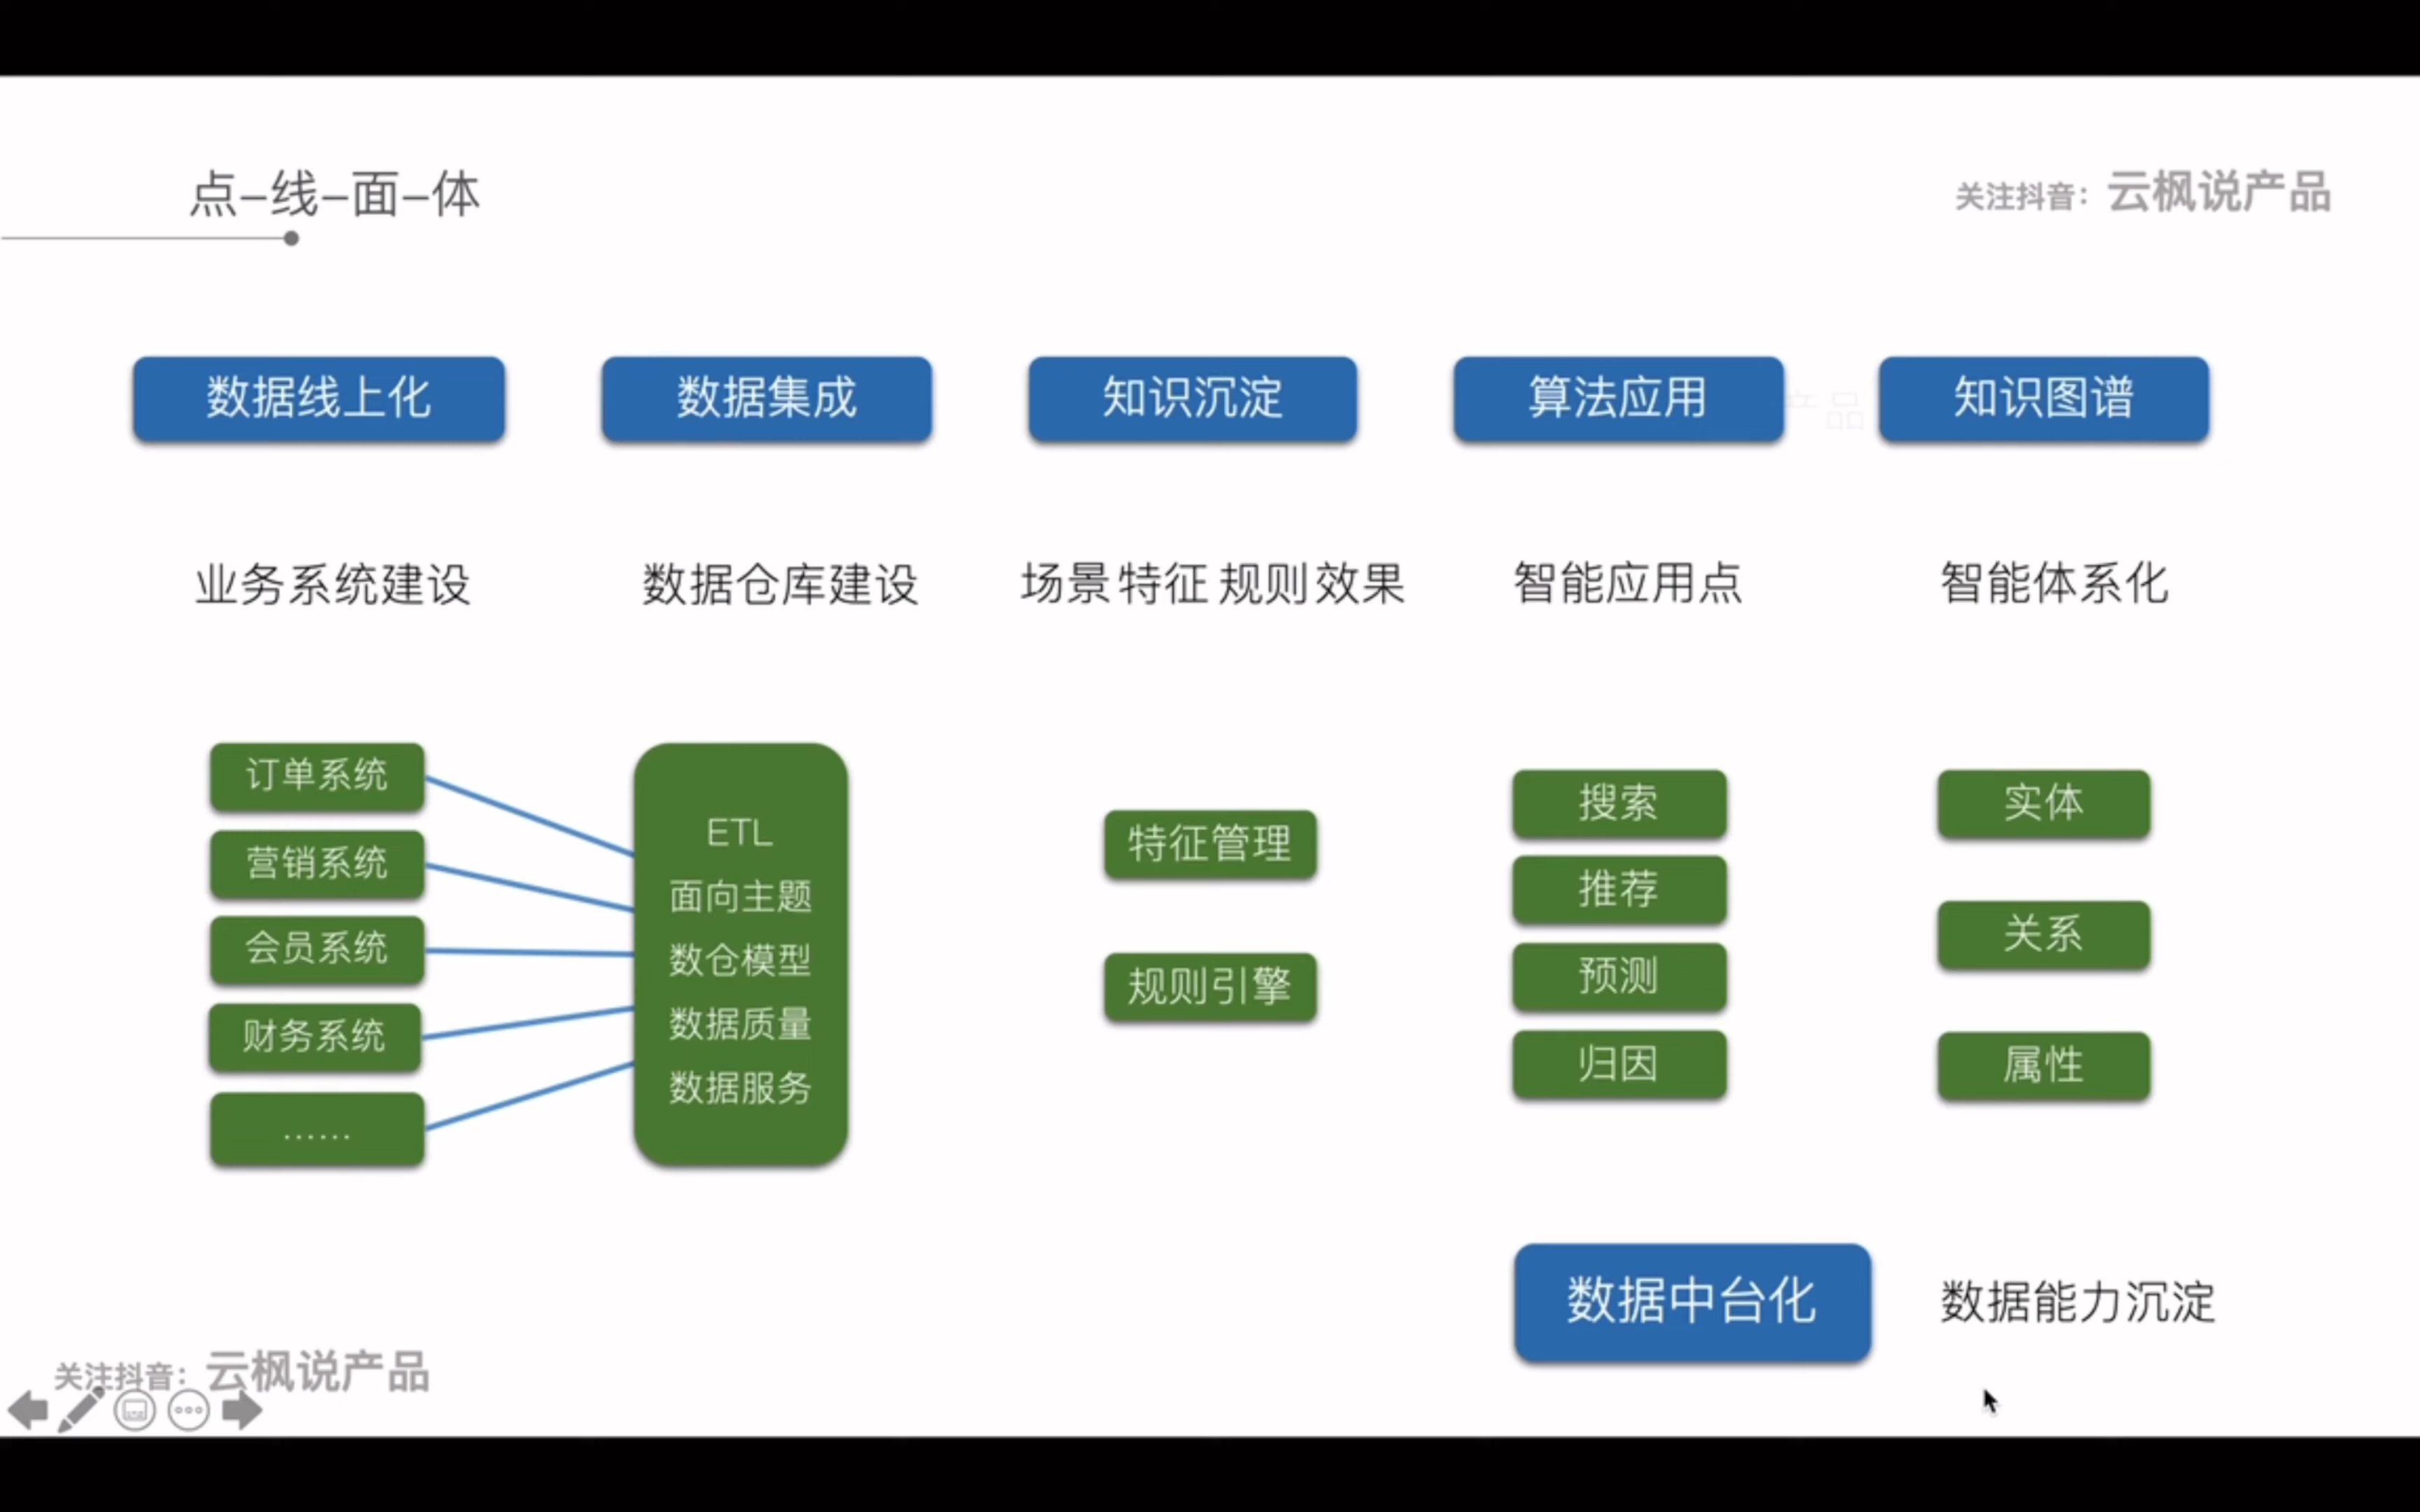 点–线–面–体
关注抖音：云枫说产品
数据线上化
数据集成
知识沉淀
算法应用
产品
知识图谱
业务系统建设
数据仓库建设
场景 特征 规则 效果
智能应用点
智能体系化
订单系统
营销系统
会员系统
财务系统
……
ETL
面向主题
数仓模型
数据质量
数据服务
特征管理
规则引擎
搜索
推荐
预测
归因
实体
关系
属性
数据中台化
数据能力沉淀
关注抖音：云枫说产品